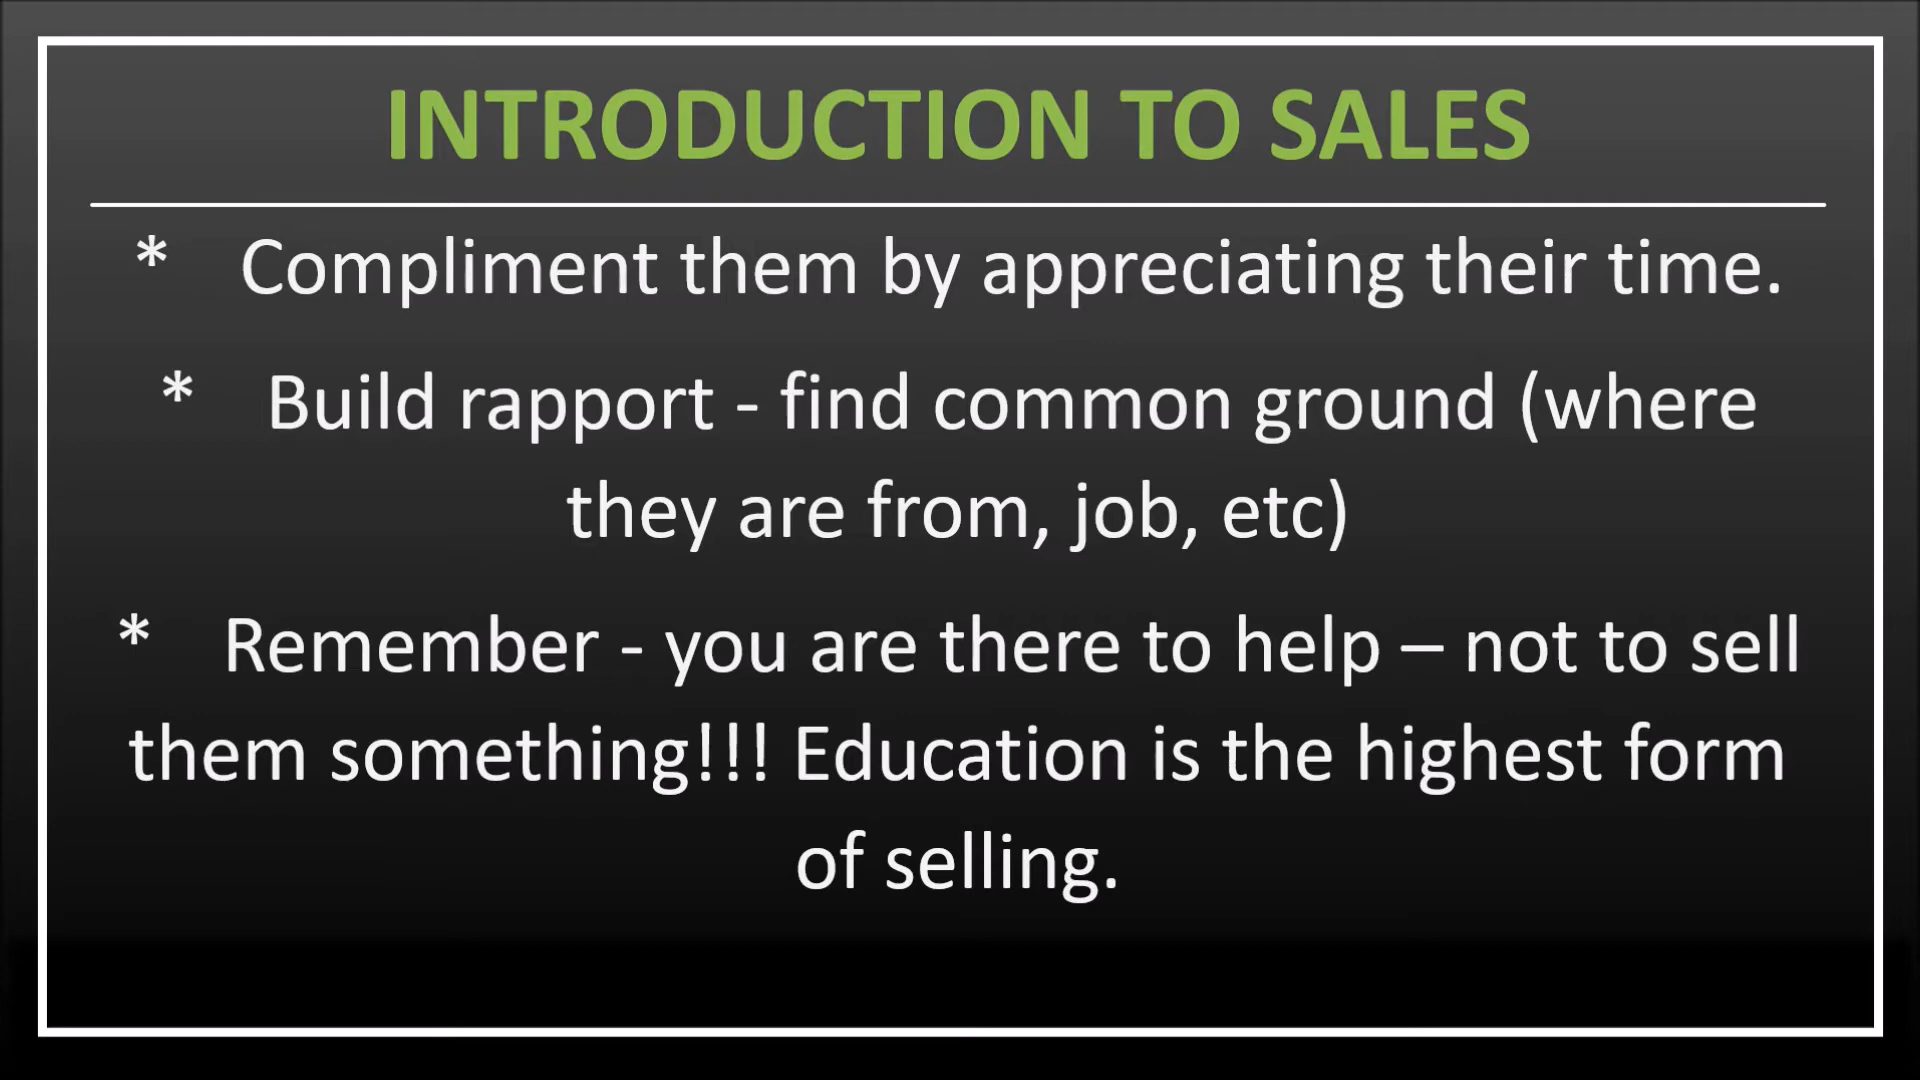 INTRODUCTION TO SALES
* Compliment them by appreciating their time.
* Build rapport - find common ground (where
they are from, job, etc)
* Remember - you are there to help – not to sell
them something!!! Education is the highest form
of selling.